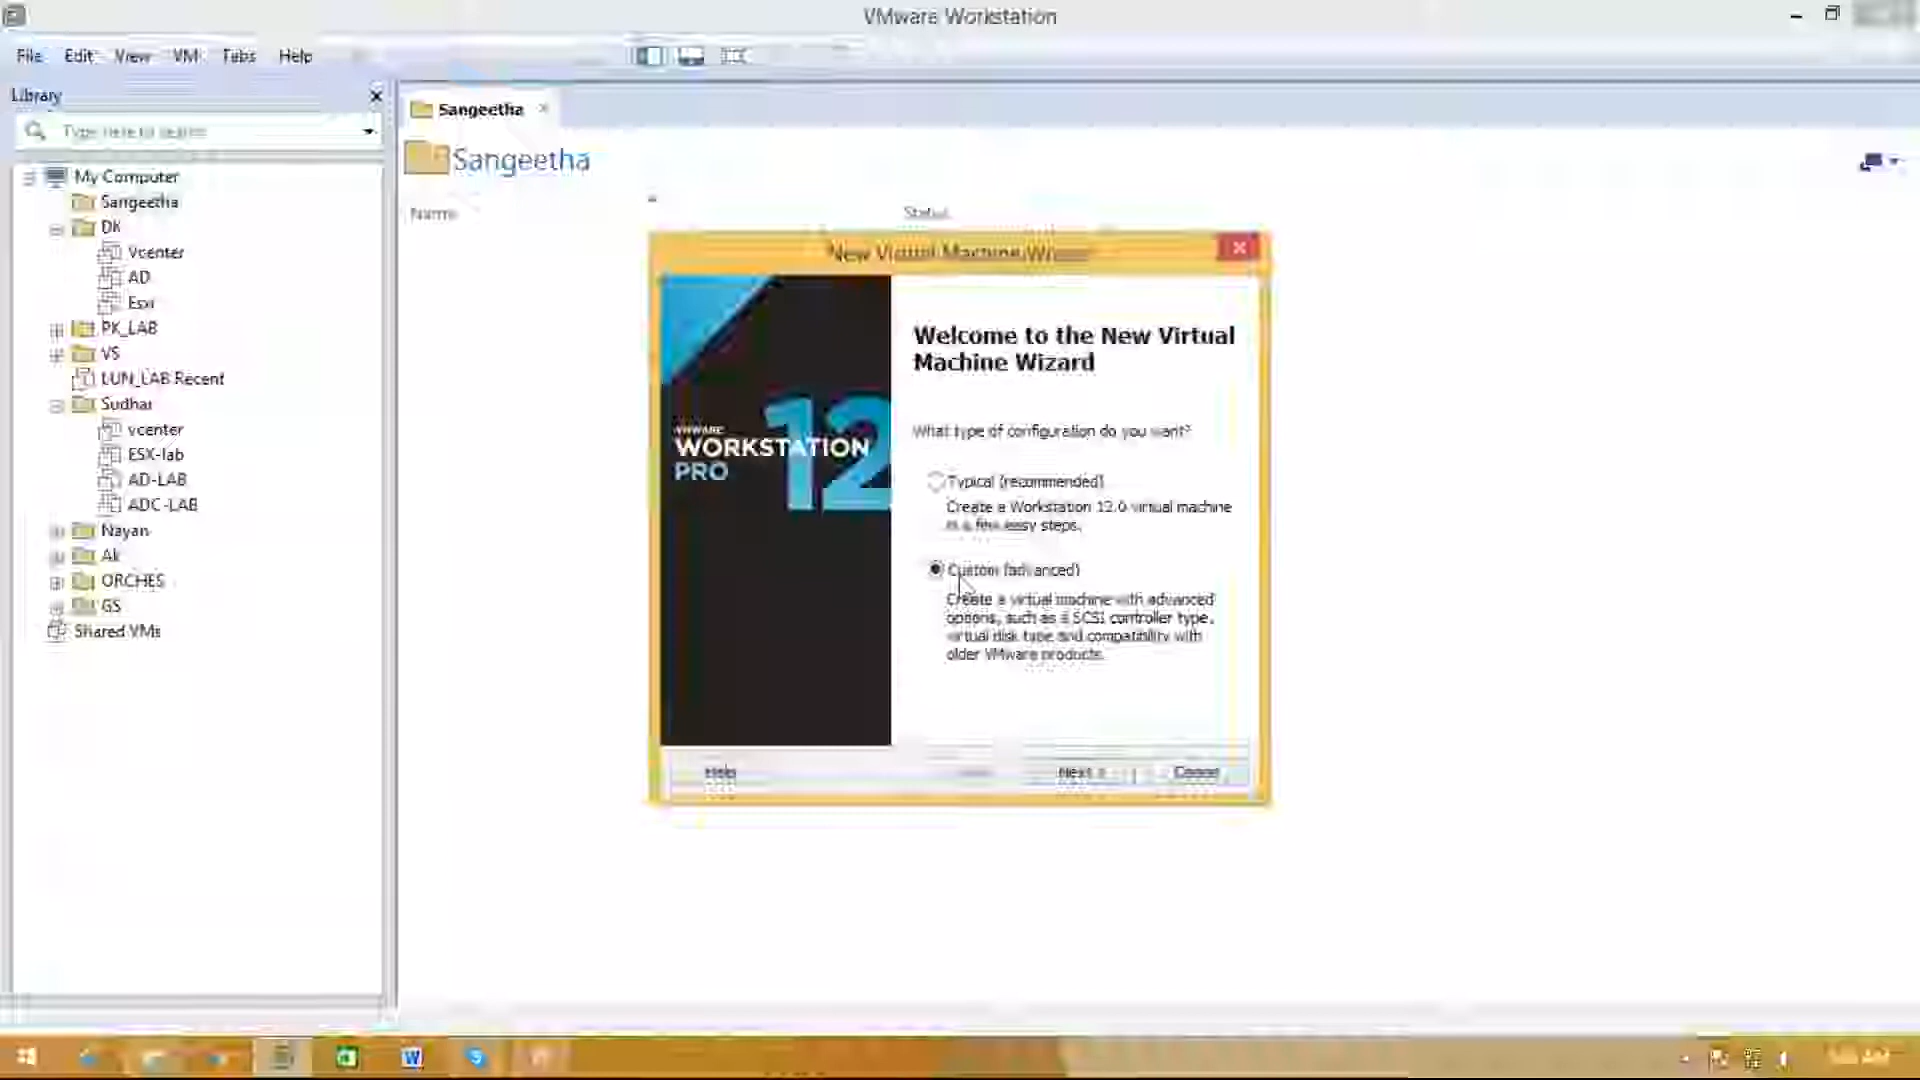 VMware Workstation
File Edit View VM Tabs Help
Library
Type here to search
My Computer
Sangeetha
DK
Vcenter
AD
Esxi
PK_LAB
VS
LUN_LAB Recent
Sudhar
vcenter
ESX-lab
AD-LAB
ADC-LAB
Nayan
Ak
ORCHES
GS
Shared VMs
Sangeetha
Sangeetha
Name Status
New Virtual Machine Wizard
VMWARE
WORKSTATION 12
PRO
Welcome to the New Virtual
Machine Wizard
What type of configuration do you want?
Typical (recommended)
Create a Workstation 12.0 virtual machine
in a few easy steps.
Custom (advanced)
Create a virtual machine with advanced
options, such as a SCSI controller type,
virtual disk type and compatibility with
older VMware products.
Help Next > Cancel